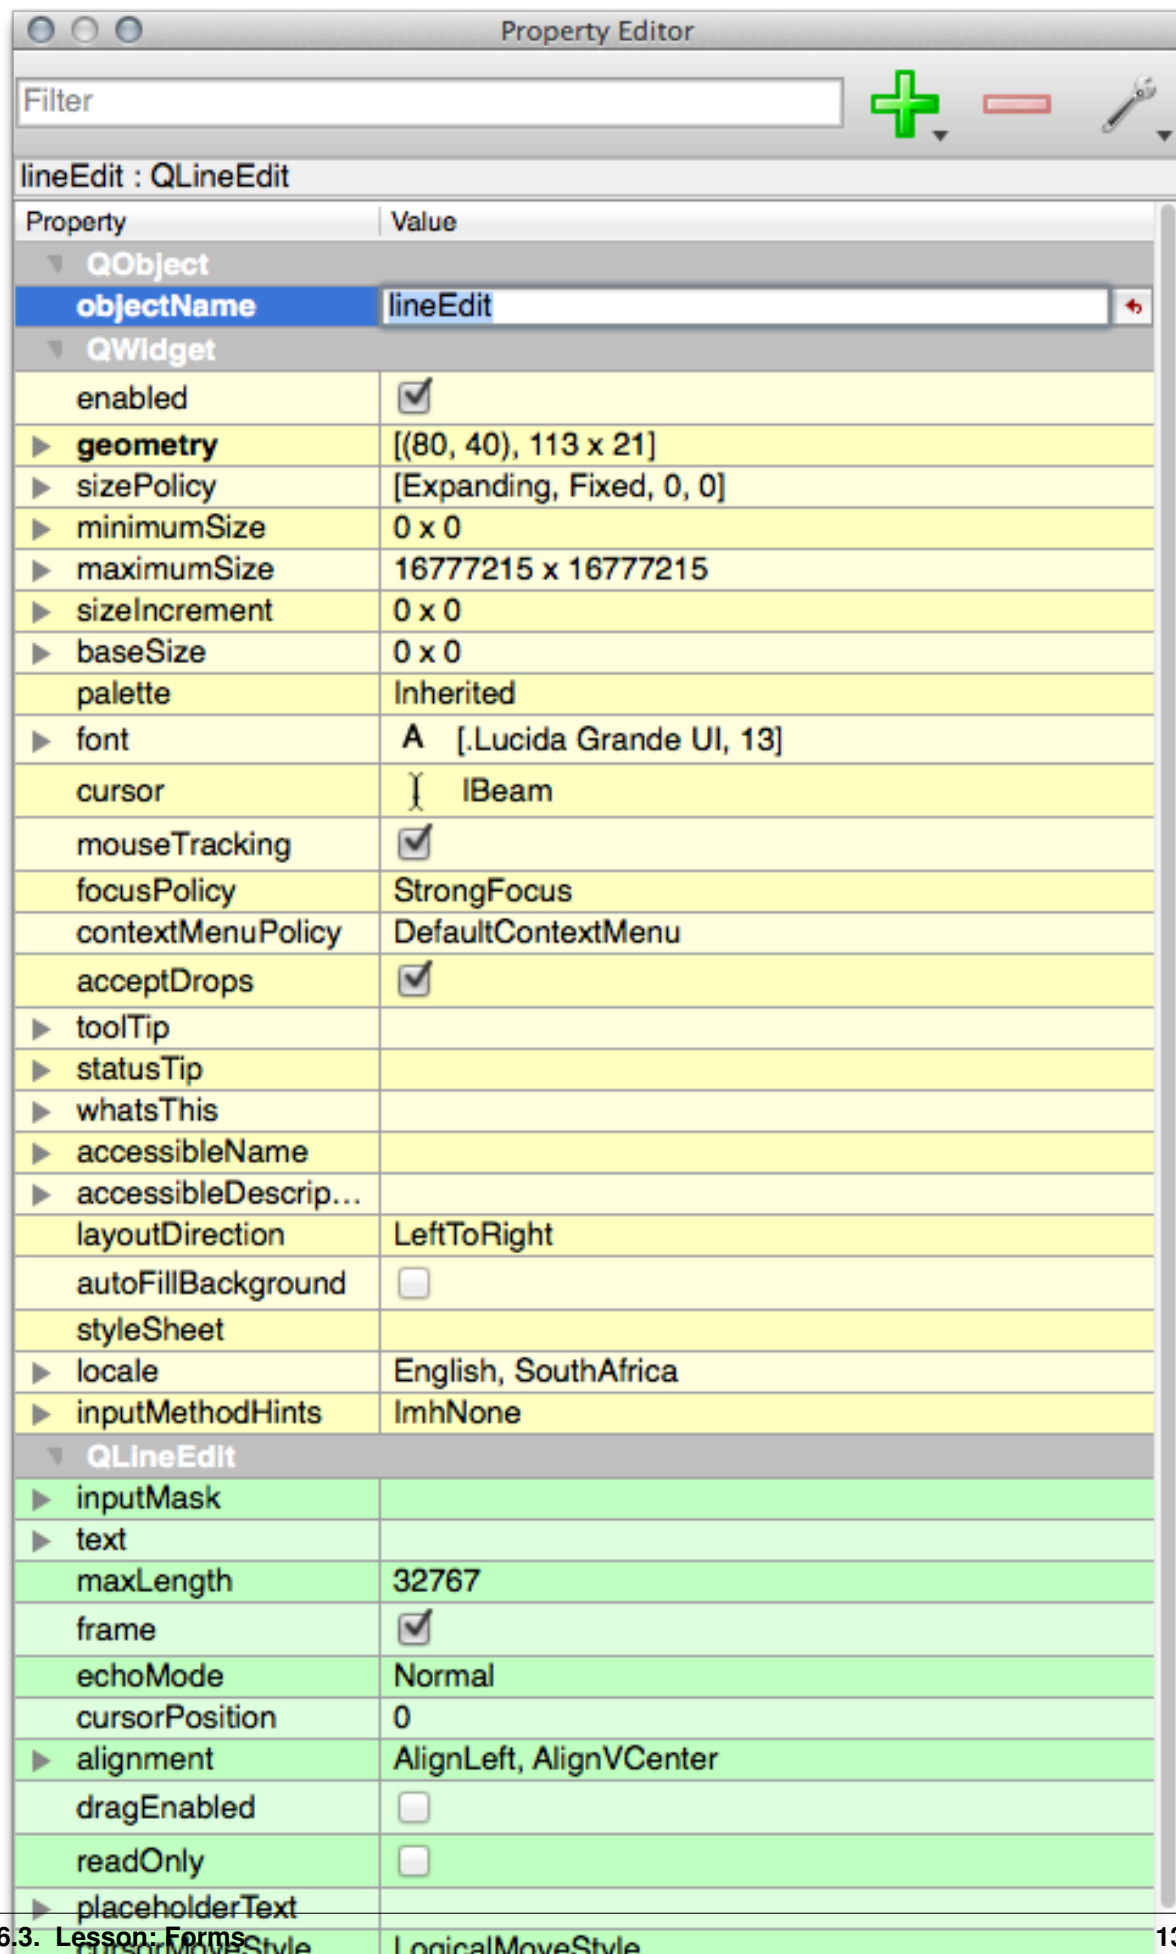 Property Editor
Filter
lineEdit : QLineEdit
Property Value
QObject
objectName lineEdit
QWidget
enabled
geometry [(80, 40), 113 x 21]
sizePolicy [Expanding, Fixed, 0, 0]
minimumSize 0 x 0
maximumSize 16777215 x 16777215
sizeIncrement 0 x 0
baseSize 0 x 0
palette Inherited
font A [.Lucida Grande UI, 13]
cursor IBeam
mouseTracking
focusPolicy StrongFocus
contextMenuPolicy DefaultContextMenu
acceptDrops
toolTip
statusTip
whatsThis
accessibleName
accessibleDescrip...
layoutDirection LeftToRight
autoFillBackground
styleSheet
locale English, SouthAfrica
inputMethodHints ImhNone
QLineEdit
inputMask
text
maxLength 32767
frame
echoMode Normal
cursorPosition 0
alignment AlignLeft, AlignVCenter
dragEnabled
readOnly
placeholderText
6.3. Lesson: Forms 13
cursorMoveStyle LogicalMoveStyle